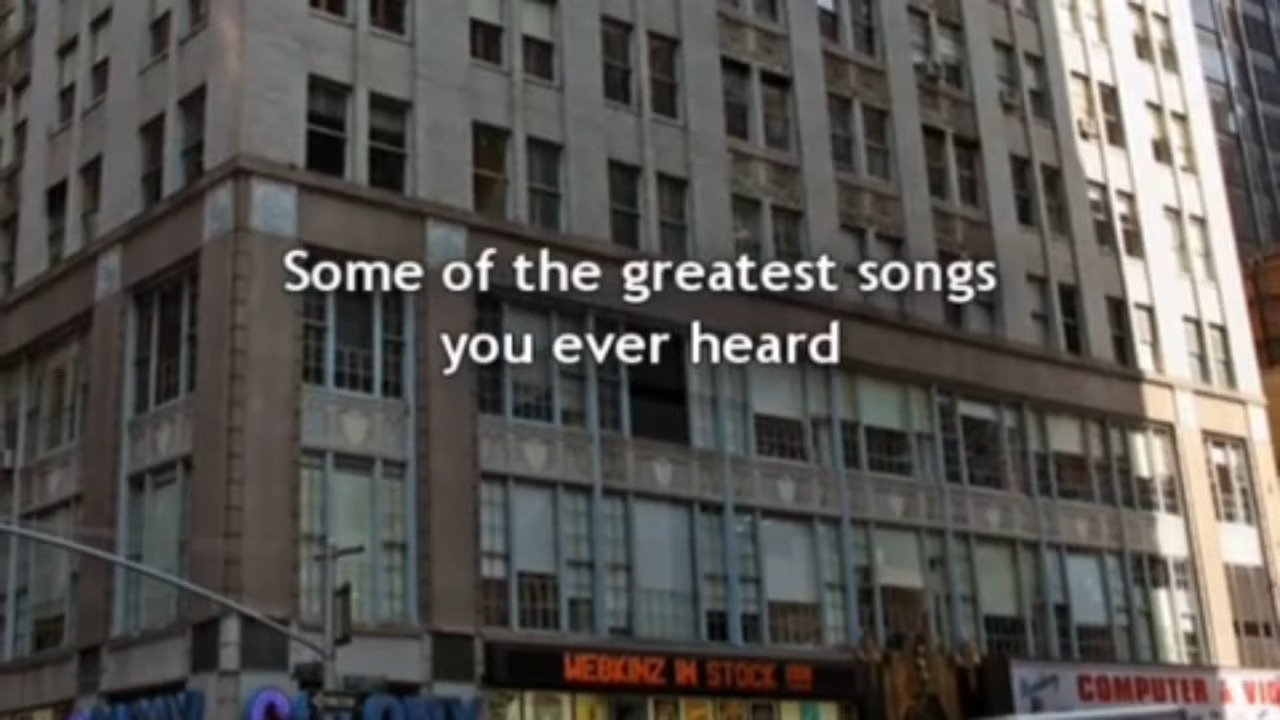 Some of the greatest songs
you ever heard
WEBKINZ IN STOCK
COMPUTER